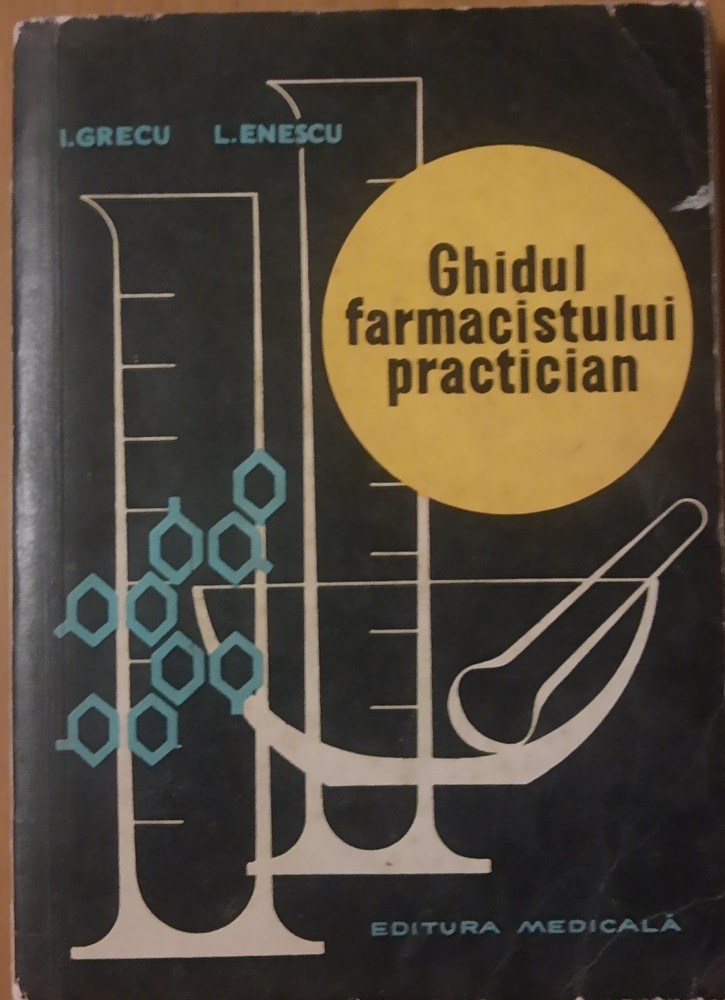 I.GRECU L.ENESCU
Ghidul
farmacistului
practician
EDITURA MEDICALĂ